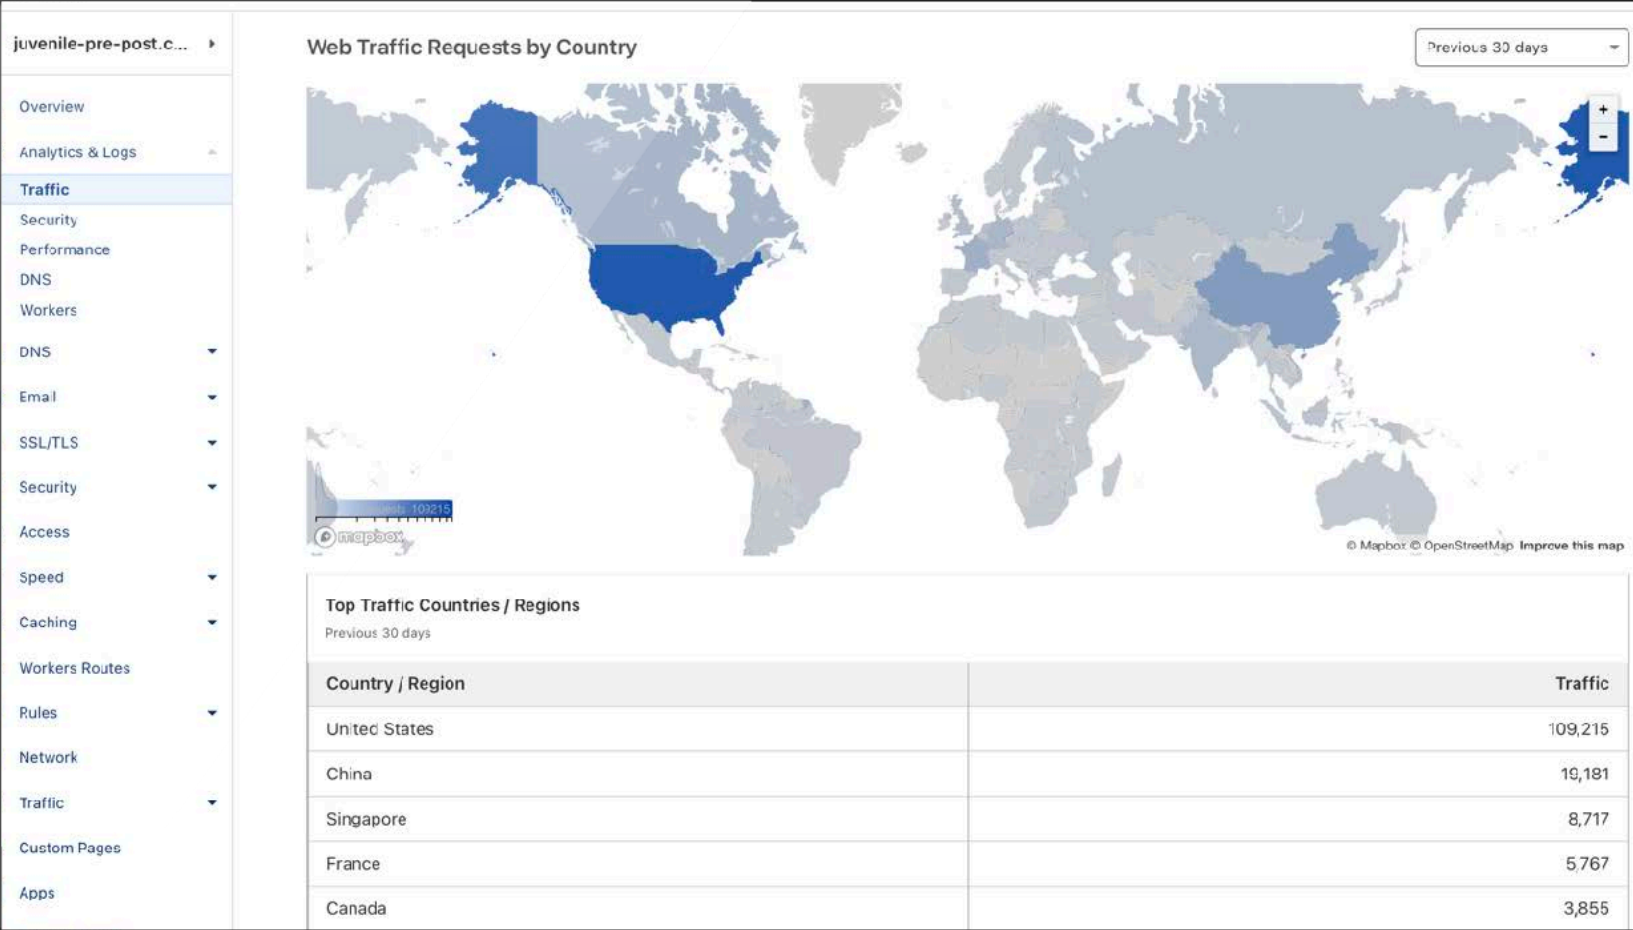 juvenile-pre-post.c...
Overview
Analytics & Logs
Traffic
Security
Performance
DNS
Workers
DNS
Email
SSL/TLS
Security
Access
Speed
Caching
Workers Routes
Rules
Network
Traffic
Custom Pages
Apps
Web Traffic Requests by Country
Previous 30 days
+
-
109215
mapbox
© Mapbox © OpenStreetMap Improve this map
Top Traffic Countries / Regions
Previous 30 days
Country / Region Traffic
United States 109,215
China 19,181
Singapore 8,717
France 5,767
Canada 3,855